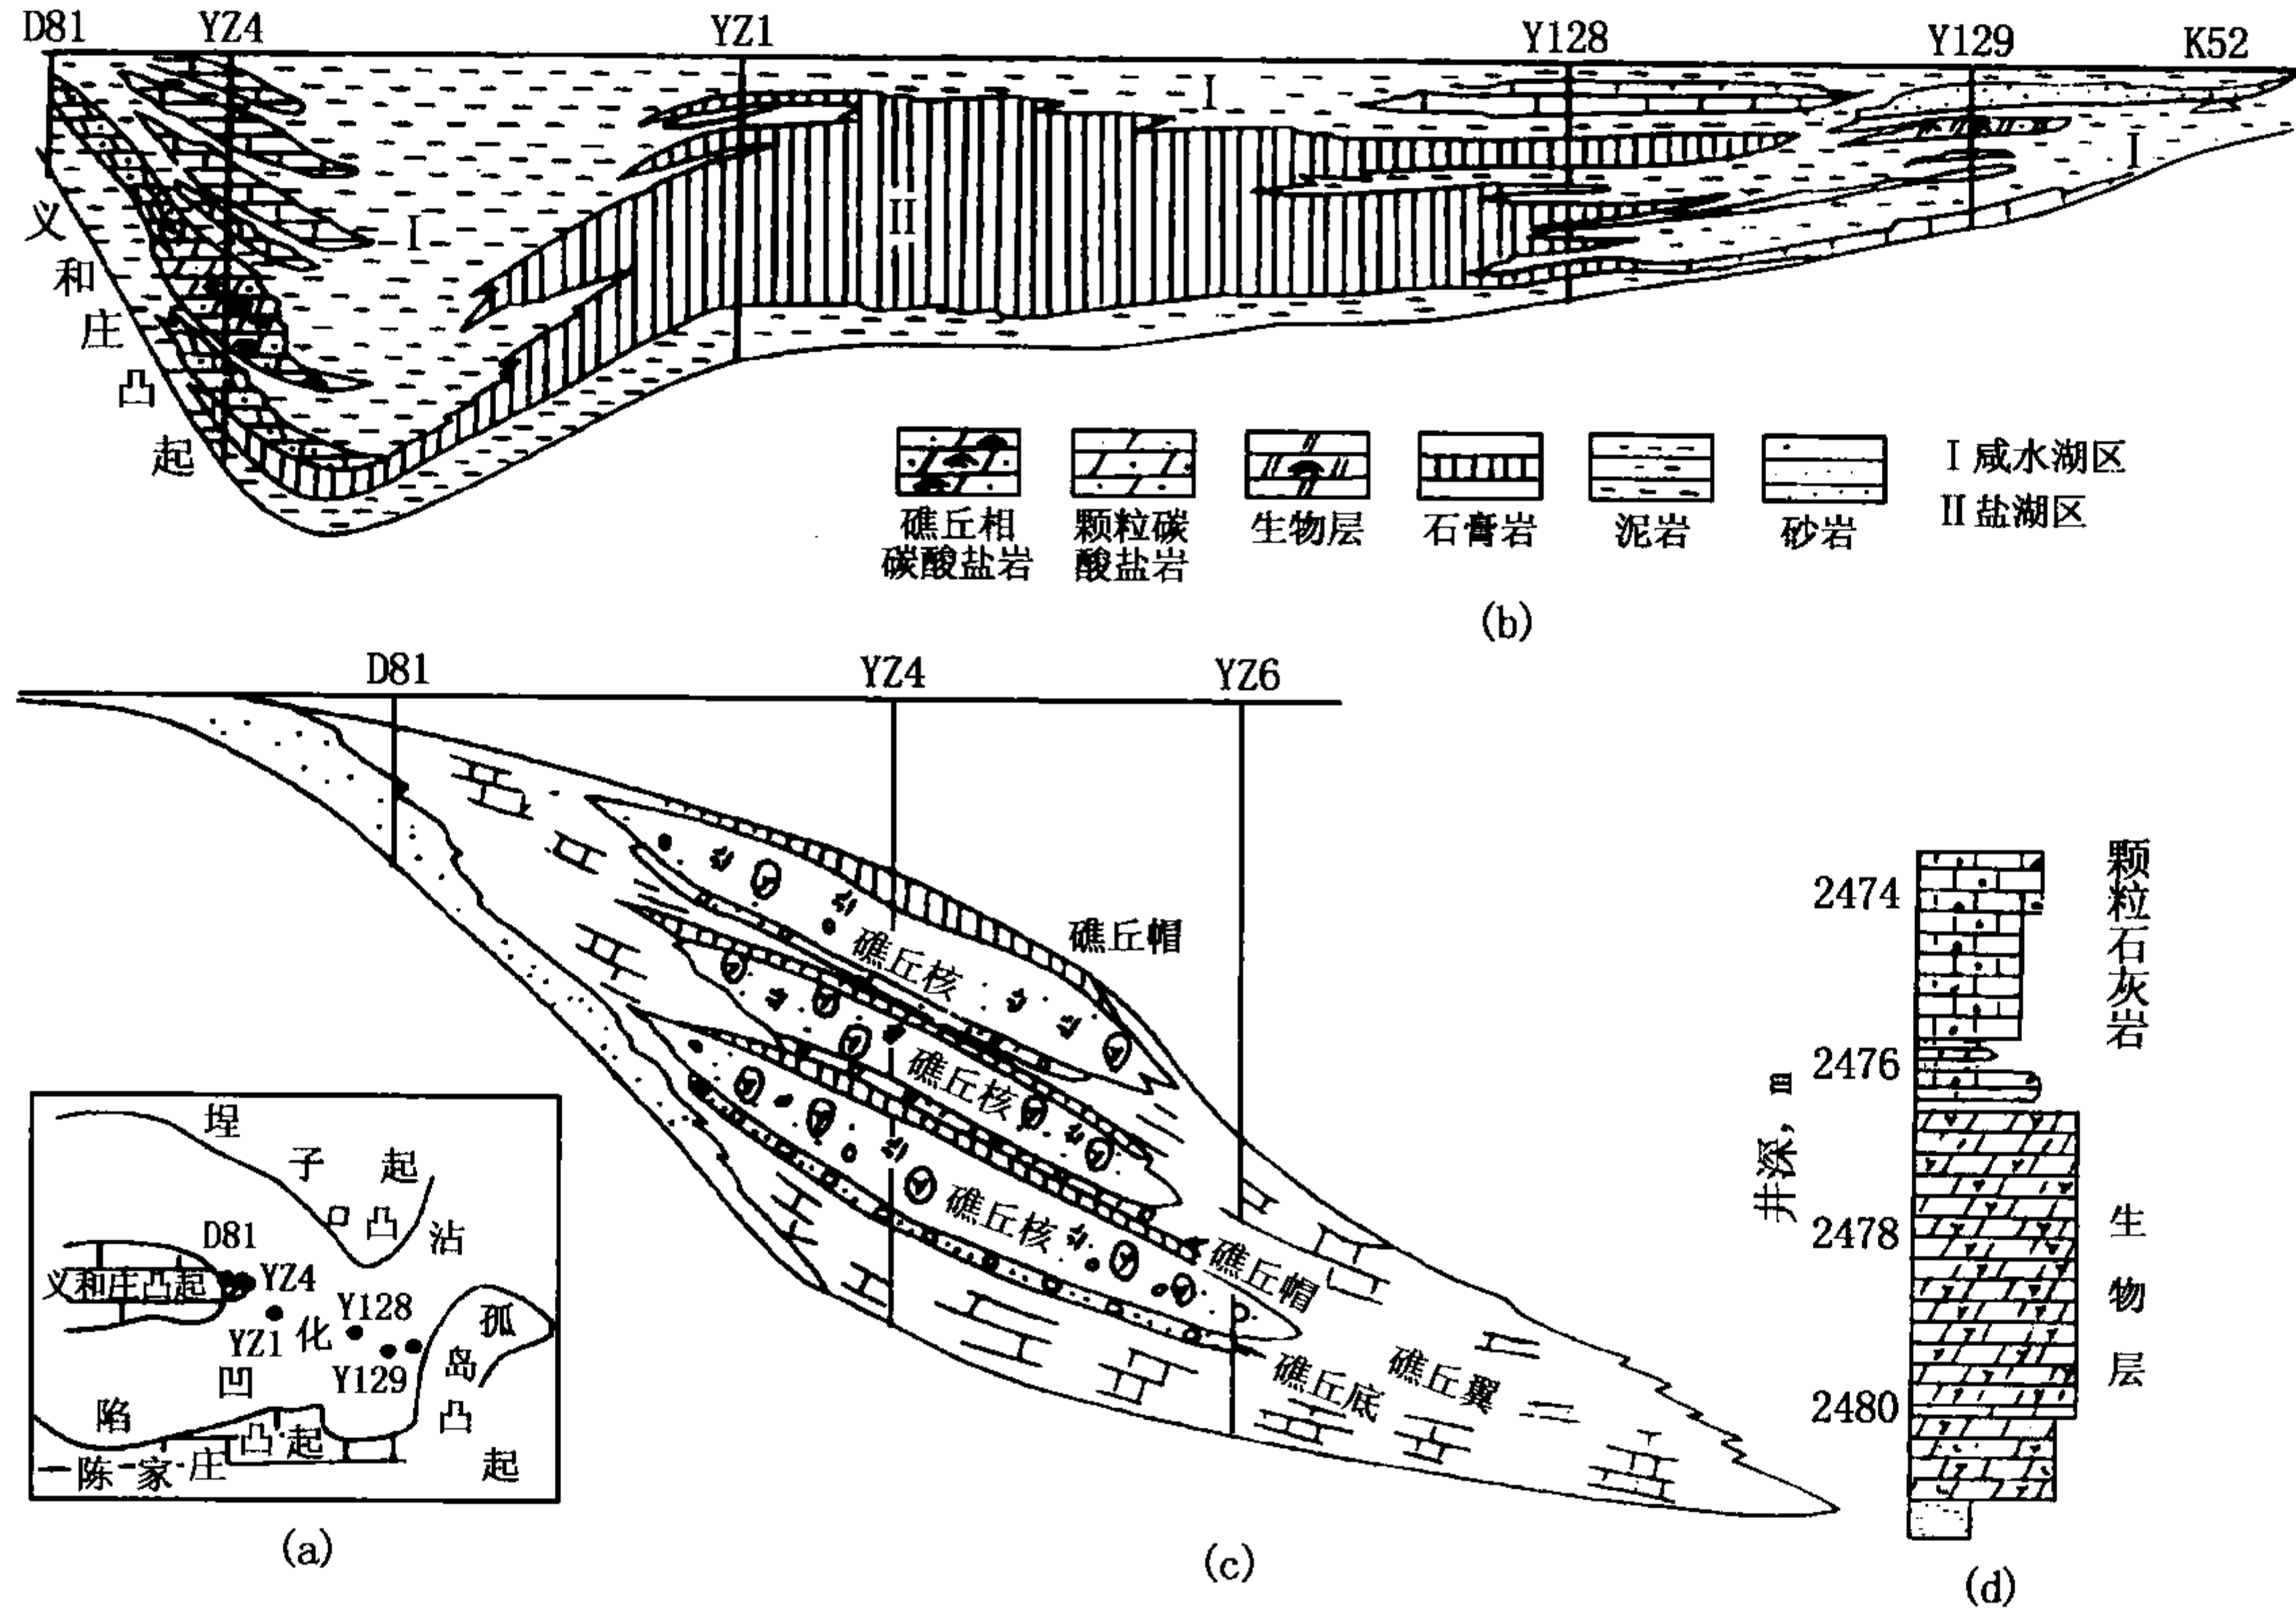 D81 YZ4 YZ1 Y128 Y129 K52
I
I
II
I
义和庄凸起
礁丘相碳酸盐岩
颗粒碳酸盐岩
生物层
石膏岩
泥岩
砂岩
I 咸水湖区
II 盐湖区
(b)
D81 YZ4 YZ6
礁丘帽
礁丘核
礁丘核
礁丘核
礁丘帽
礁丘底
礁丘翼
(c)
埕子口凸起
沾化凹陷
D81
义和庄凸起
YZ4
YZ1
Y128
Y129
孤岛凸起
陈家庄凸起
(a)
井深, m
2474
2476
2478
2480
颗粒石灰岩
生物层
(d)